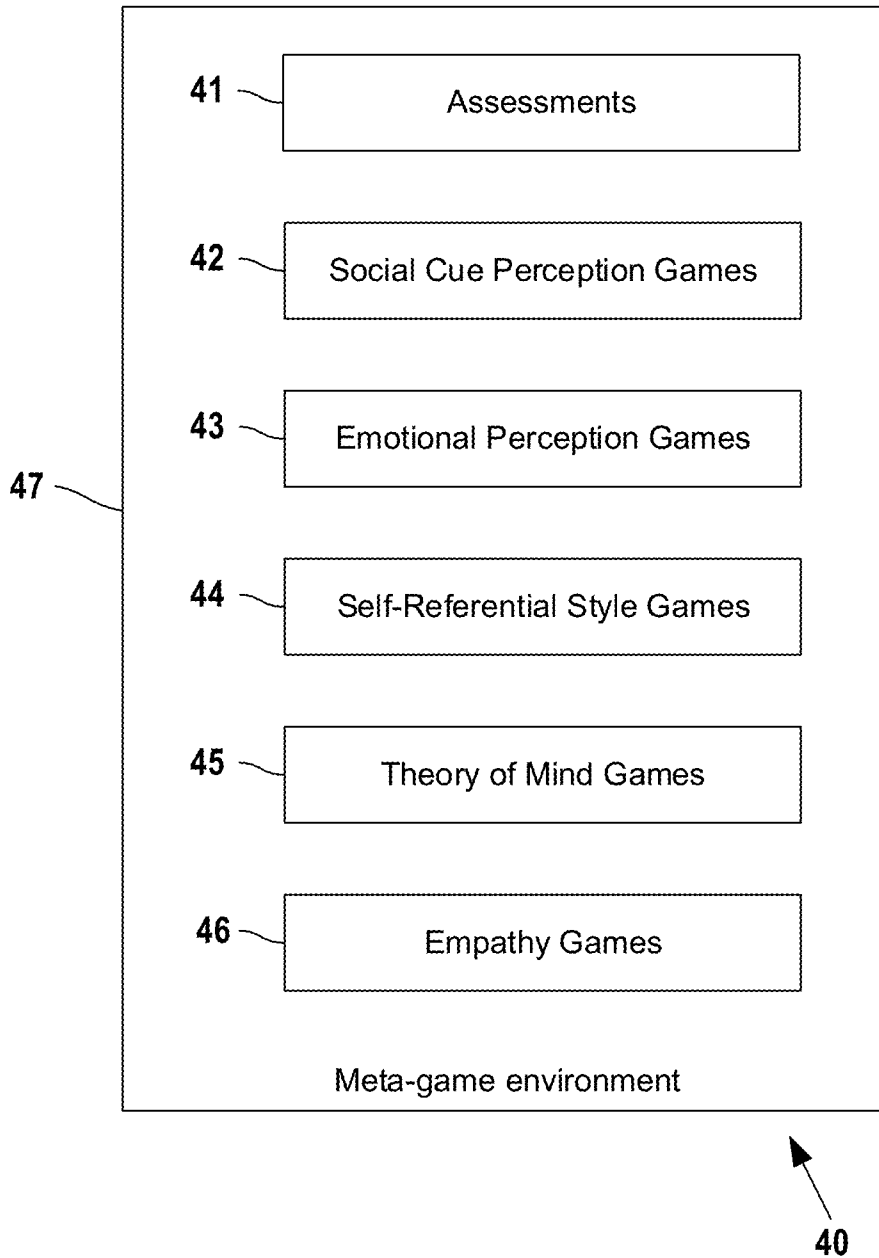 41 Assessments
42 Social Cue Perception Games
43 Emotional Perception Games
47
44 Self-Referential Style Games
45 Theory of Mind Games
46 Empathy Games
Meta-game environment
40